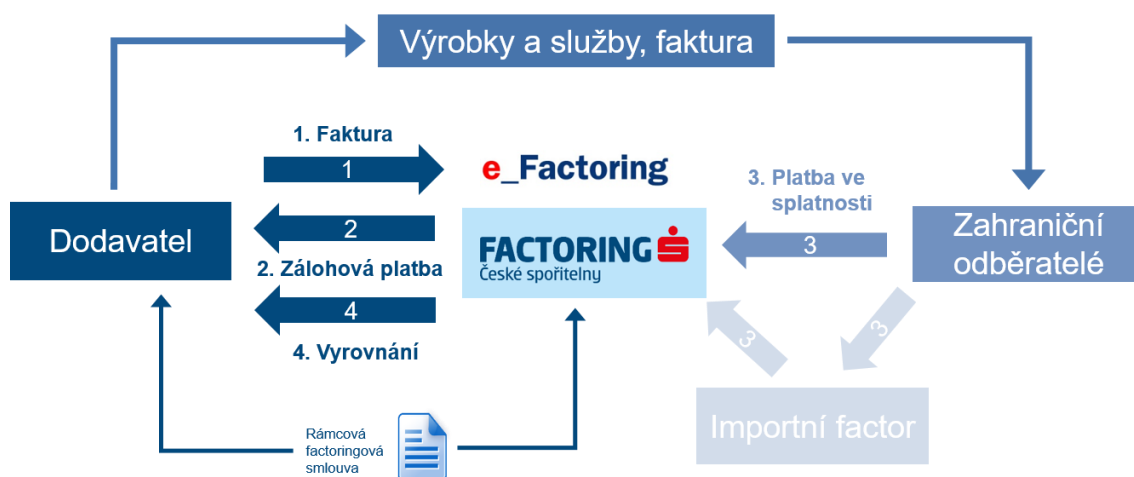 Výrobky a služby, faktura
1. Faktura
1
e_Factoring
3. Platba ve
splatnosti
Dodavatel
2
FACTORING
České spořitelny
3
Zahraniční
odběratelé
2. Zálohová platba
4
4. Vyrovnání
3
3
Importní factor
Rámcová
factoringová
smlouva